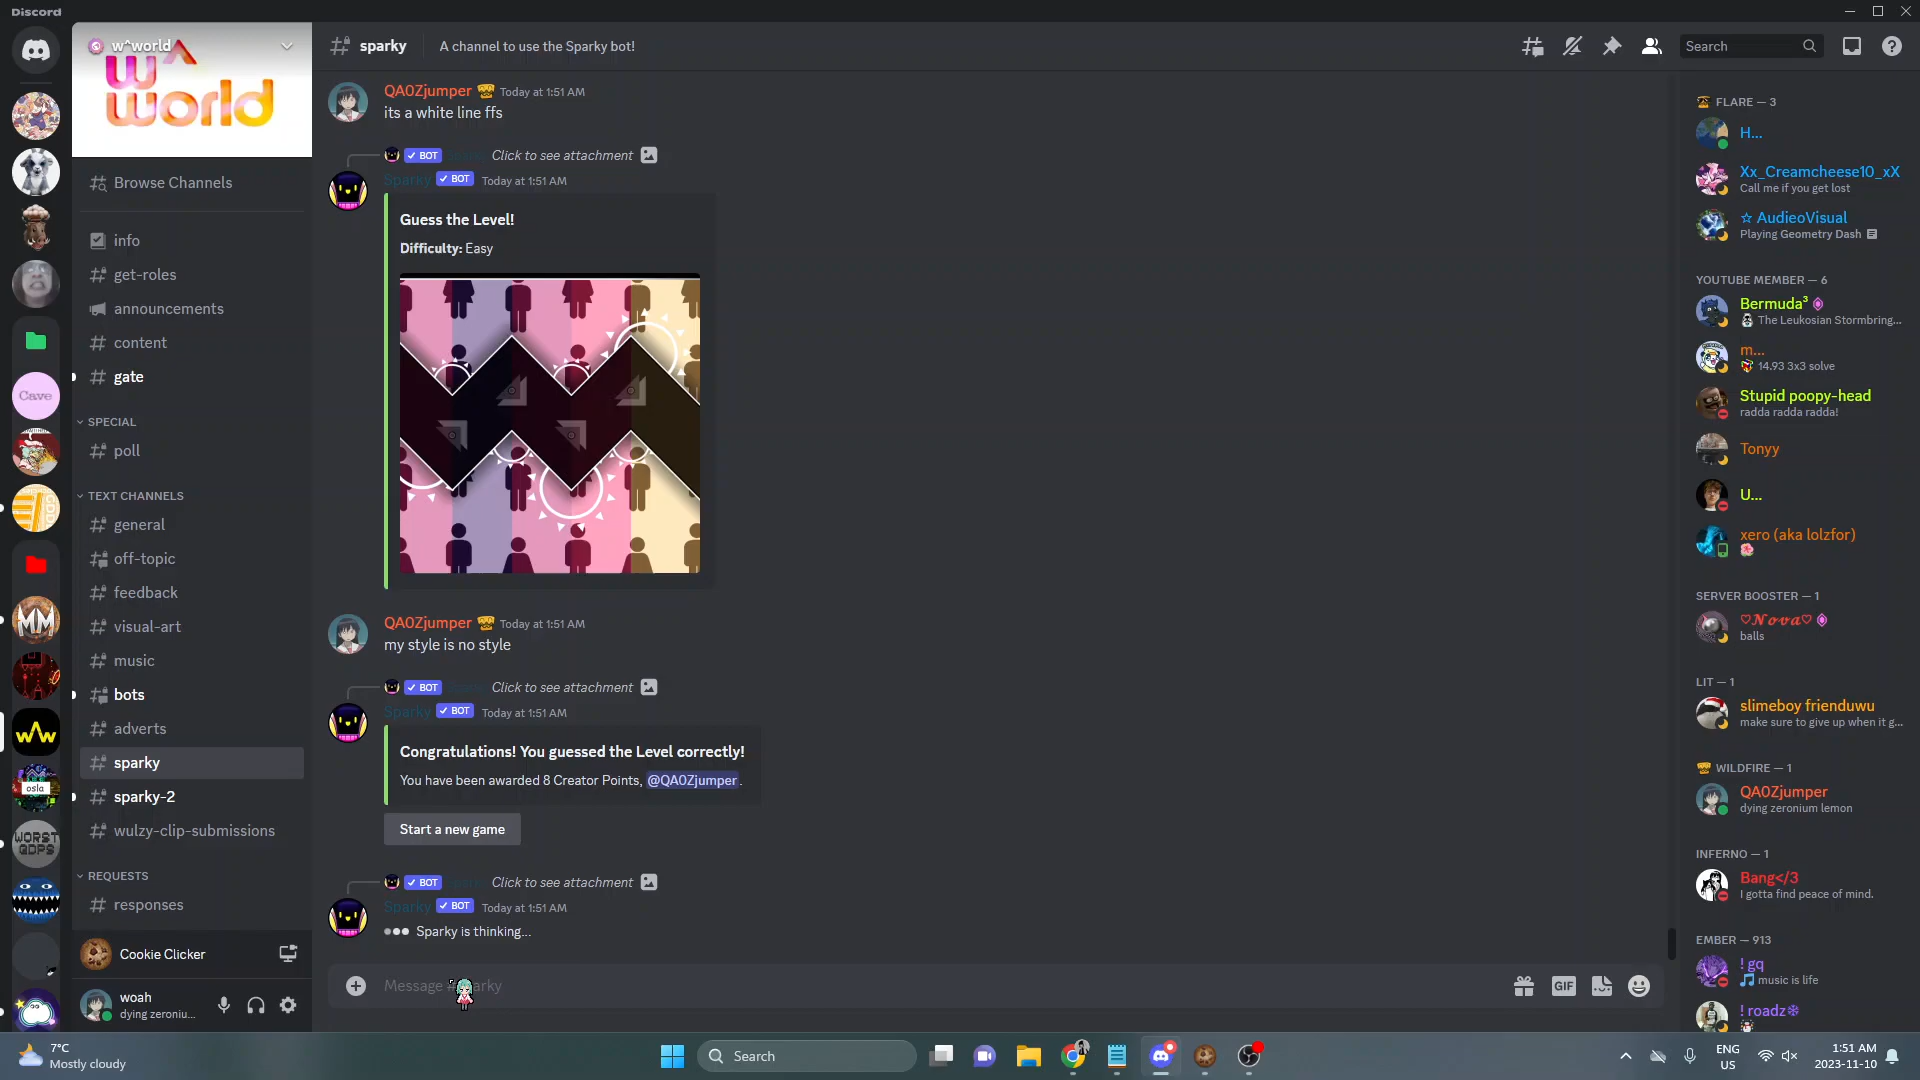 Discord
w^world
w^
world
Browse Channels
info
get-roles
announcements
content
gate
SPECIAL
poll
TEXT CHANNELS
general
off-topic
feedback
visual-art
music
bots
adverts
sparky
sparky-2
wulzy-clip-submissions
REQUESTS
responses
Cave
osla
WORST
GDPS
Cookie Clicker
woah
dying zeroniu...
sparky
A channel to use the Sparky bot!
Search
QA0Zjumper Today at 1:51 AM
its a white line ffs
BOT Click to see attachment
Sparky BOT Today at 1:51 AM
Guess the Level!
Difficulty: Easy
QA0Zjumper Today at 1:51 AM
my style is no style
BOT Click to see attachment
Sparky BOT Today at 1:51 AM
Congratulations! You guessed the Level correctly!
You have been awarded 8 Creator Points, @QA0Zjumper.
Start a new game
BOT Click to see attachment
Sparky BOT Today at 1:51 AM
Sparky is thinking...
Message #sparky
GIF
FLARE — 3
H...
Xx_Creamcheese10_xX
Call me if you get lost
☆ AudieoVisual
Playing Geometry Dash
YOUTUBE MEMBER — 6
Bermuda³
The Leukosian Stormbring...
m...
14.93 3x3 solve
Stupid poopy-head
radda radda radda!
Tonyy
U...
xero (aka lolzfor)
SERVER BOOSTER — 1
♡𝓝𝓸𝓿𝓪♡
balls
LIT — 1
slimeboy frienduwu
make sure to give up when it g...
WILDFIRE — 1
QA0Zjumper
dying zeronium lemon
INFERNO — 1
Bang</3
I gotta find peace of mind.
EMBER — 913
! gq
🎵 music is life
! roadz❄
7°C
Mostly cloudy
Search
ENG
US
1:51 AM
2023-11-10